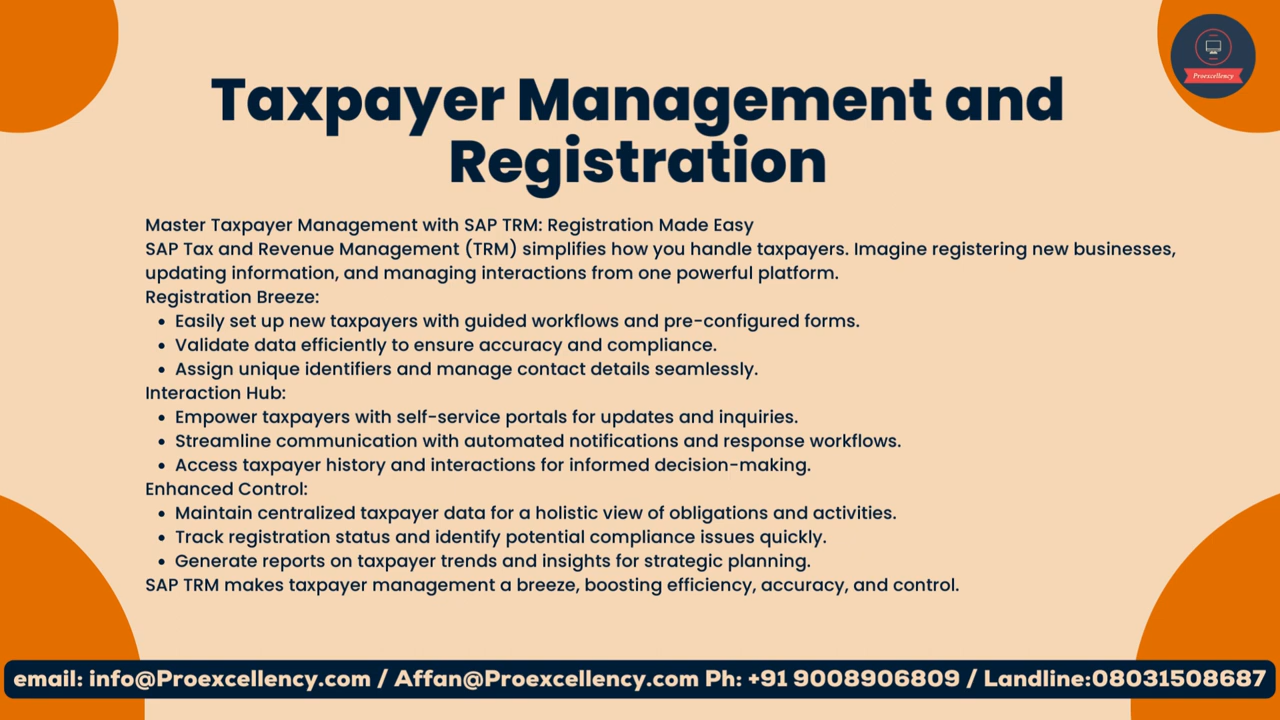 Proexcellency
Taxpayer Management and
Registration
Master Taxpayer Management with SAP TRM: Registration Made Easy
SAP Tax and Revenue Management (TRM) simplifies how you handle taxpayers. Imagine registering new businesses,
updating information, and managing interactions from one powerful platform.
Registration Breeze:
• Easily set up new taxpayers with guided workflows and pre-configured forms.
• Validate data efficiently to ensure accuracy and compliance.
• Assign unique identifiers and manage contact details seamlessly.
Interaction Hub:
• Empower taxpayers with self-service portals for updates and inquiries.
• Streamline communication with automated notifications and response workflows.
• Access taxpayer history and interactions for informed decision-making.
Enhanced Control:
• Maintain centralized taxpayer data for a holistic view of obligations and activities.
• Track registration status and identify potential compliance issues quickly.
• Generate reports on taxpayer trends and insights for strategic planning.
SAP TRM makes taxpayer management a breeze, boosting efficiency, accuracy, and control.
email: info@Proexcellency.com / Affan@Proexcellency.com Ph: +91 9008906809 / Landline:08031508687